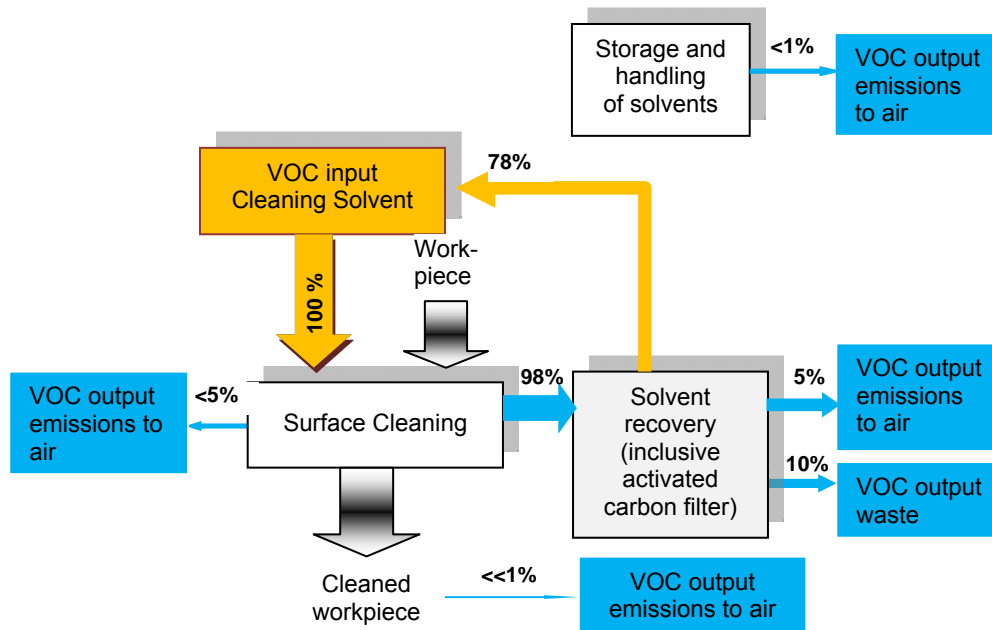 Storage and
handling
of solvents
<1%
VOC output
emissions
to air
VOC input
Cleaning Solvent
78%
100 %
Work-
piece
VOC output
emissions to
air
<5%
Surface Cleaning
98%
Solvent
recovery
(inclusive
activated
carbon filter)
5%
VOC output
emissions
to air
10%
VOC output
waste
Cleaned
workpiece
<<1%
VOC output
emissions to air